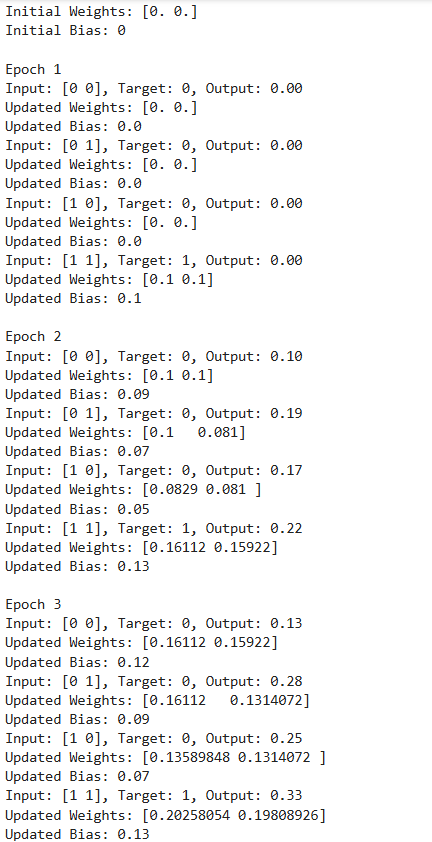 Initial Weights: [0. 0.]
Initial Bias: 0

Epoch 1
Input: [0 0], Target: 0, Output: 0.00
Updated Weights: [0. 0.]
Updated Bias: 0.0
Input: [0 1], Target: 0, Output: 0.00
Updated Weights: [0. 0.]
Updated Bias: 0.0
Input: [1 0], Target: 0, Output: 0.00
Updated Weights: [0. 0.]
Updated Bias: 0.0
Input: [1 1], Target: 1, Output: 0.00
Updated Weights: [0.1 0.1]
Updated Bias: 0.1

Epoch 2
Input: [0 0], Target: 0, Output: 0.10
Updated Weights: [0.1 0.1]
Updated Bias: 0.09
Input: [0 1], Target: 0, Output: 0.19
Updated Weights: [0.1   0.081]
Updated Bias: 0.07
Input: [1 0], Target: 0, Output: 0.17
Updated Weights: [0.0829 0.081 ]
Updated Bias: 0.05
Input: [1 1], Target: 1, Output: 0.22
Updated Weights: [0.16112 0.15922]
Updated Bias: 0.13

Epoch 3
Input: [0 0], Target: 0, Output: 0.13
Updated Weights: [0.16112 0.15922]
Updated Bias: 0.12
Input: [0 1], Target: 0, Output: 0.28
Updated Weights: [0.16112   0.1314072]
Updated Bias: 0.09
Input: [1 0], Target: 0, Output: 0.25
Updated Weights: [0.13589848 0.1314072 ]
Updated Bias: 0.07
Input: [1 1], Target: 1, Output: 0.33
Updated Weights: [0.20258054 0.19808926]
Updated Bias: 0.13